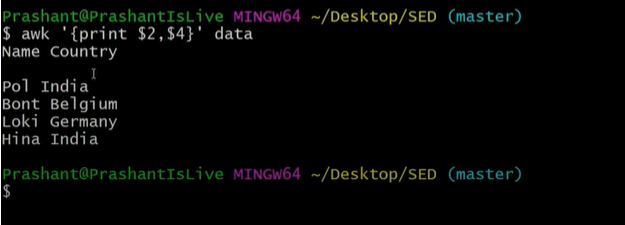 Prashant@PrashantIsLive MINGW64 ~/Desktop/SED (master)
$ awk '{print $2,$4}' data
Name Country
Pol India
Bont Belgium
Loki Germany
Hina India
Prashant@PrashantIsLive MINGW64 ~/Desktop/SED (master)
$